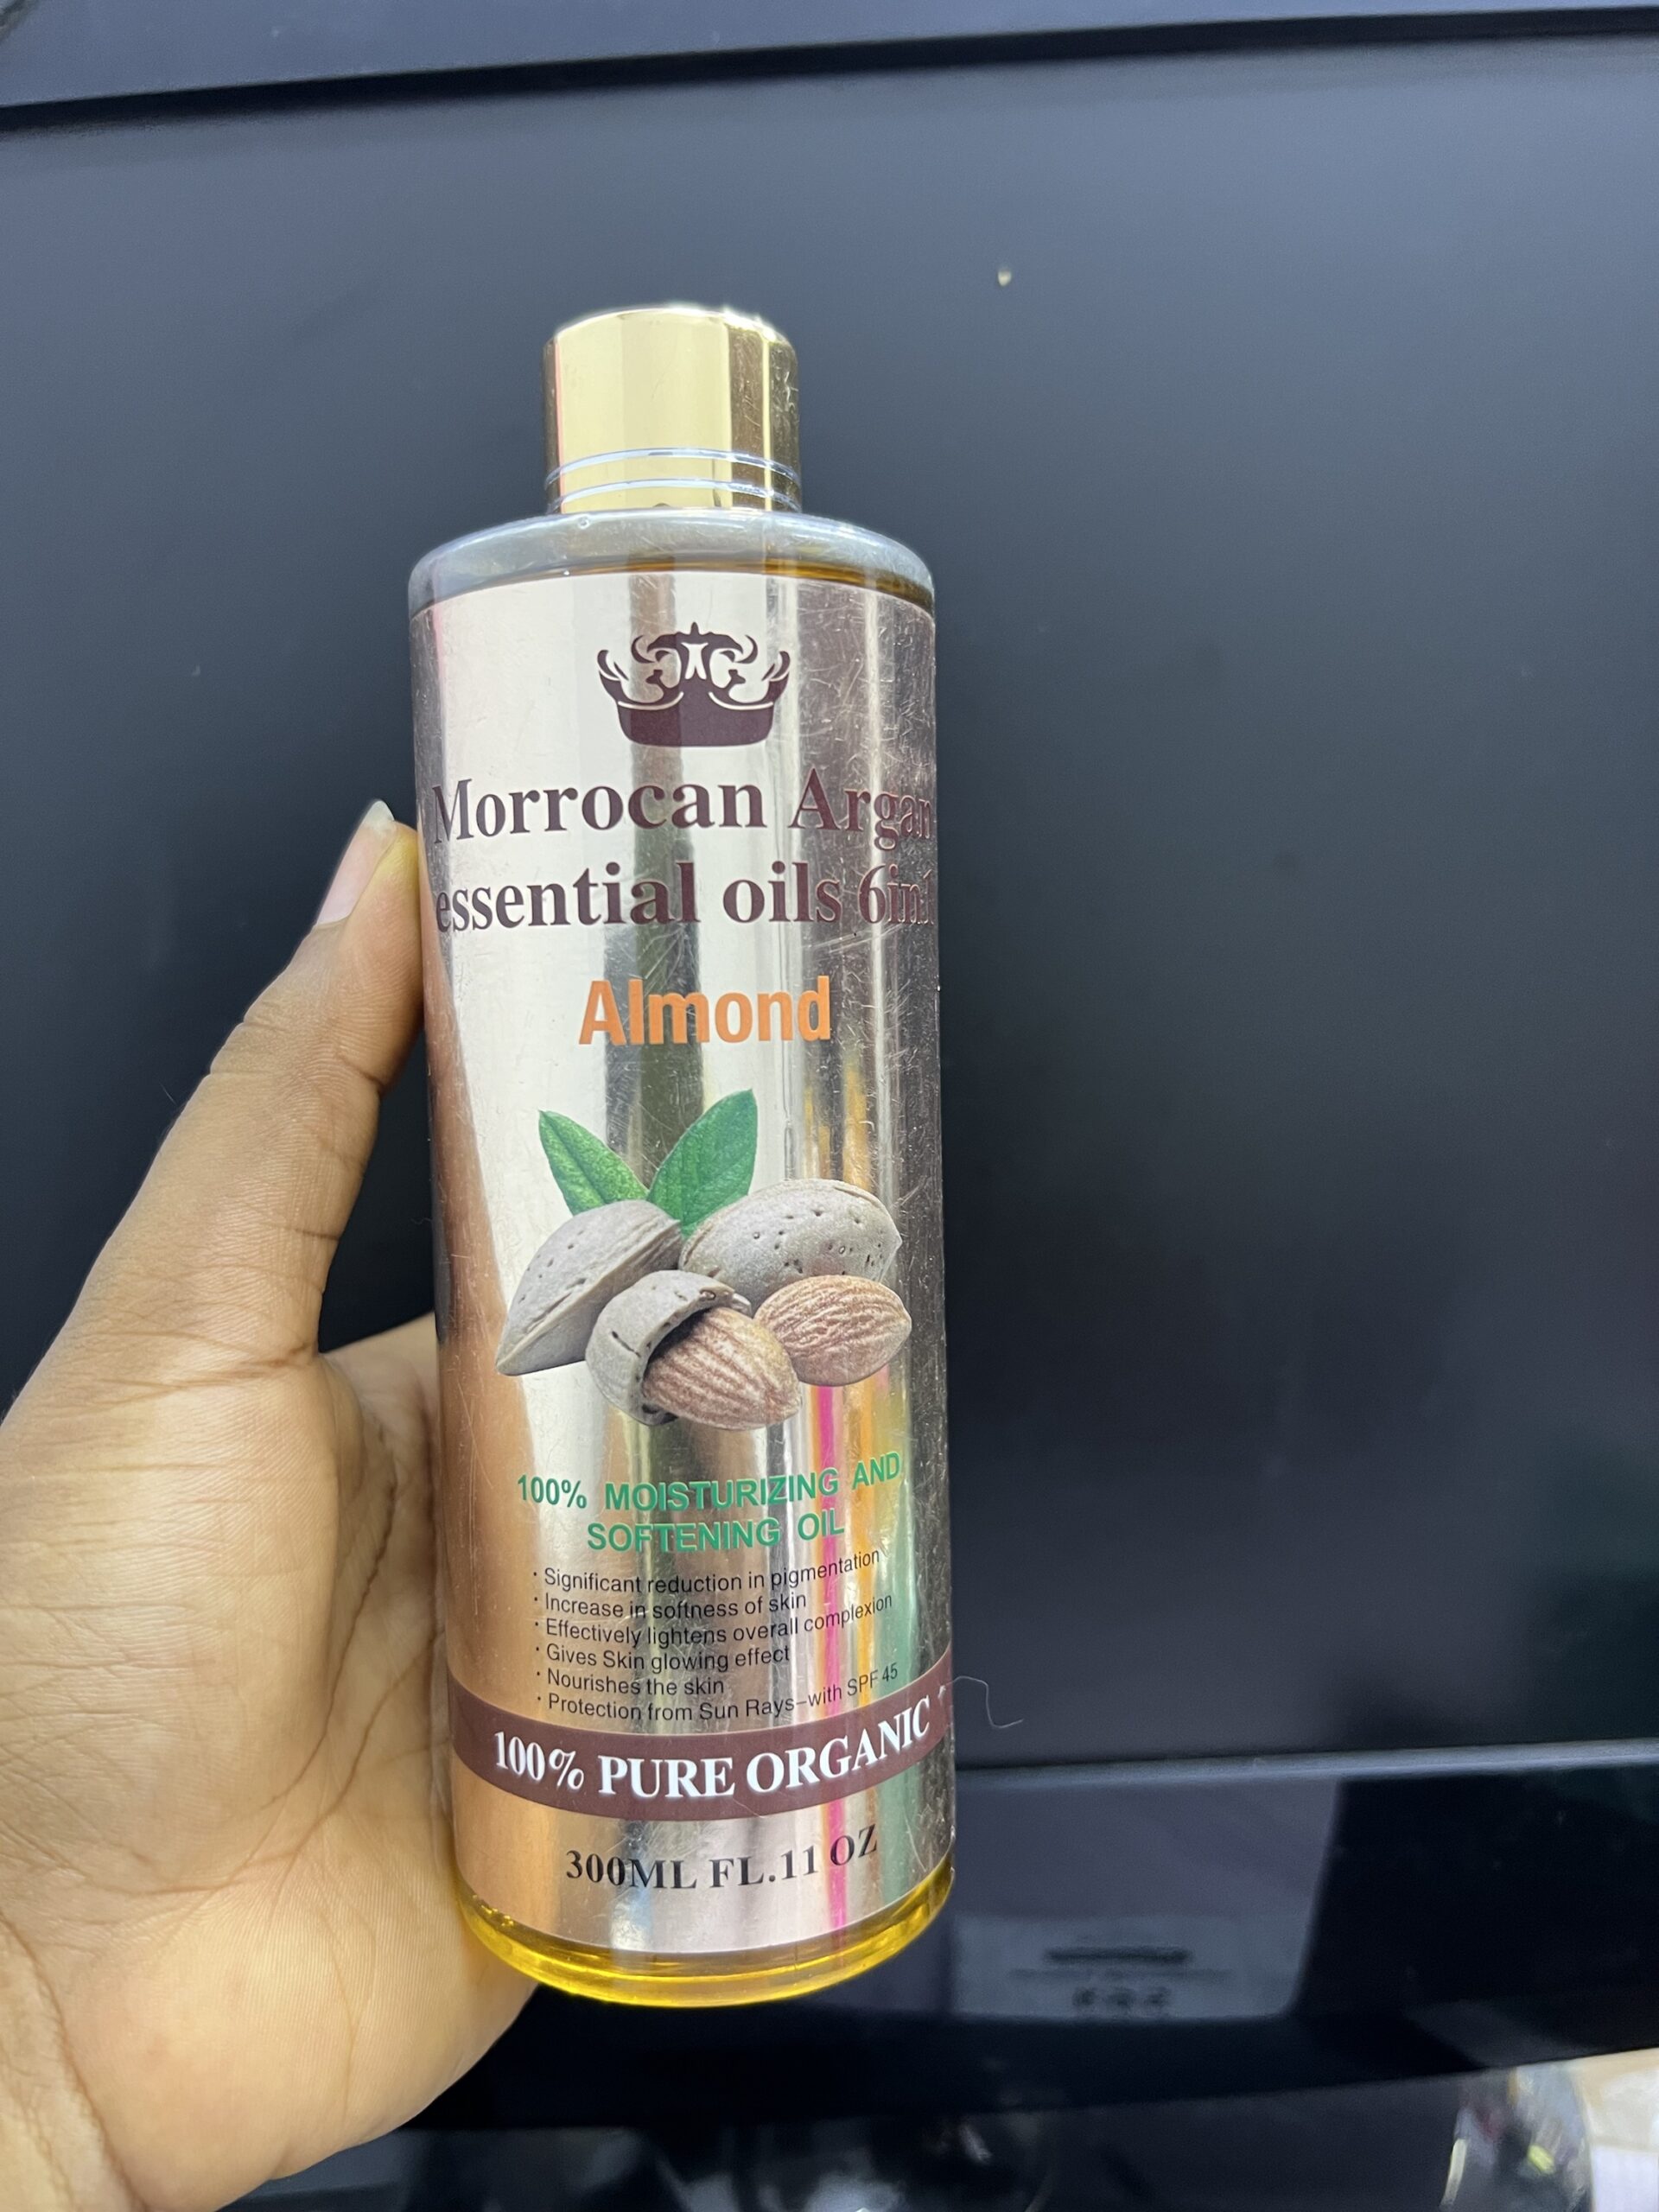 Morrocan Argan
essential oils 6in1
Almond
100% MOISTURIZING AND
SOFTENING OIL
· Significant reduction in pigmentation
· Increase in softness of skin
· Effectively lightens overall complexion
· Gives Skin glowing effect
· Nourishes the skin
· Protection from Sun Rays-with SPF 45
100% PURE ORGANIC
300ML FL.11 OZ